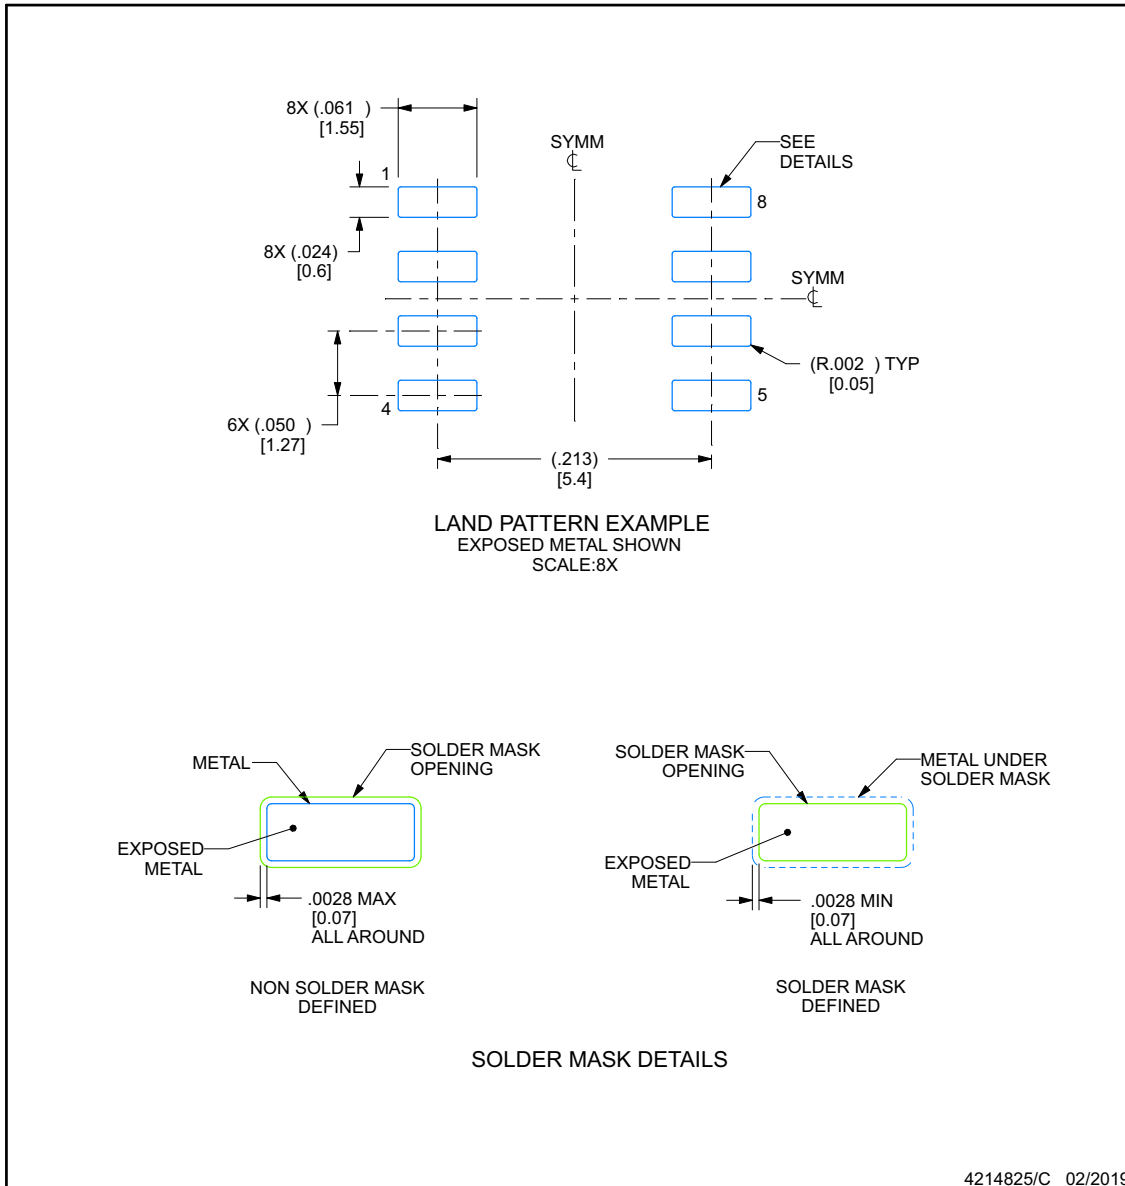 8X (.061 )
[1.55]
SYMM
℄
SEE
DETAILS
1
8
8X (.024)
[0.6]
SYMM
℄
(R.002 ) TYP
[0.05]
4
5
6X (.050 )
[1.27]
(.213)
[5.4]
LAND PATTERN EXAMPLE
EXPOSED METAL SHOWN
SCALE:8X
METAL
SOLDER MASK
OPENING
EXPOSED
METAL
.0028 MAX
[0.07]
ALL AROUND
NON SOLDER MASK
DEFINED
SOLDER MASK
OPENING
METAL UNDER
SOLDER MASK
EXPOSED
METAL
.0028 MIN
[0.07]
ALL AROUND
SOLDER MASK
DEFINED
SOLDER MASK DETAILS
4214825/C 02/2019